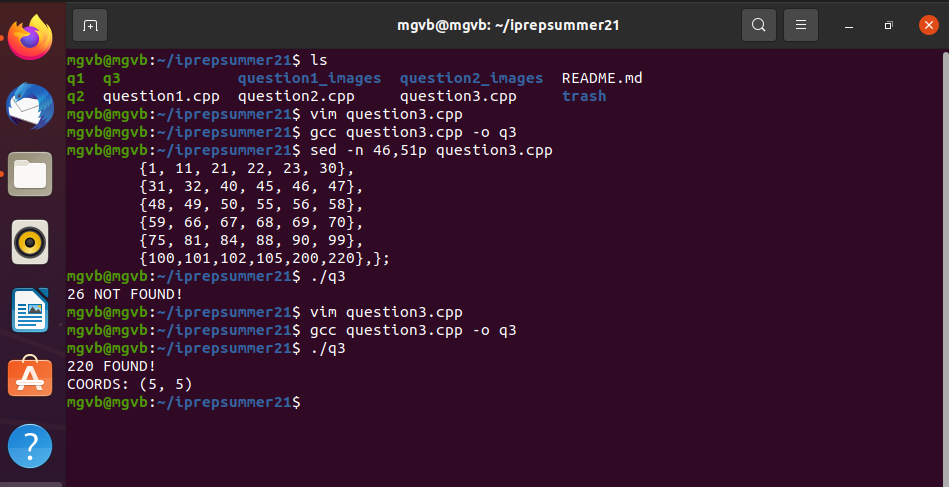 mgvb@mgvb: ~/iprepsummer21
mgvb@mgvb:~/iprepsummer21$ ls
q1  q3             question1_images  question2_images  README.md
q2  question1.cpp  question2.cpp     question3.cpp     trash
mgvb@mgvb:~/iprepsummer21$ vim question3.cpp
mgvb@mgvb:~/iprepsummer21$ gcc question3.cpp -o q3
mgvb@mgvb:~/iprepsummer21$ sed -n 46,51p question3.cpp
        {1, 11, 21, 22, 23, 30},
        {31, 32, 40, 45, 46, 47},
        {48, 49, 50, 55, 56, 58},
        {59, 66, 67, 68, 69, 70},
        {75, 81, 84, 88, 90, 99},
        {100,101,102,105,200,220},};
mgvb@mgvb:~/iprepsummer21$ ./q3
26 NOT FOUND!
mgvb@mgvb:~/iprepsummer21$ vim question3.cpp
mgvb@mgvb:~/iprepsummer21$ gcc question3.cpp -o q3
mgvb@mgvb:~/iprepsummer21$ ./q3
220 FOUND!
COORDS: (5, 5)
mgvb@mgvb:~/iprepsummer21$